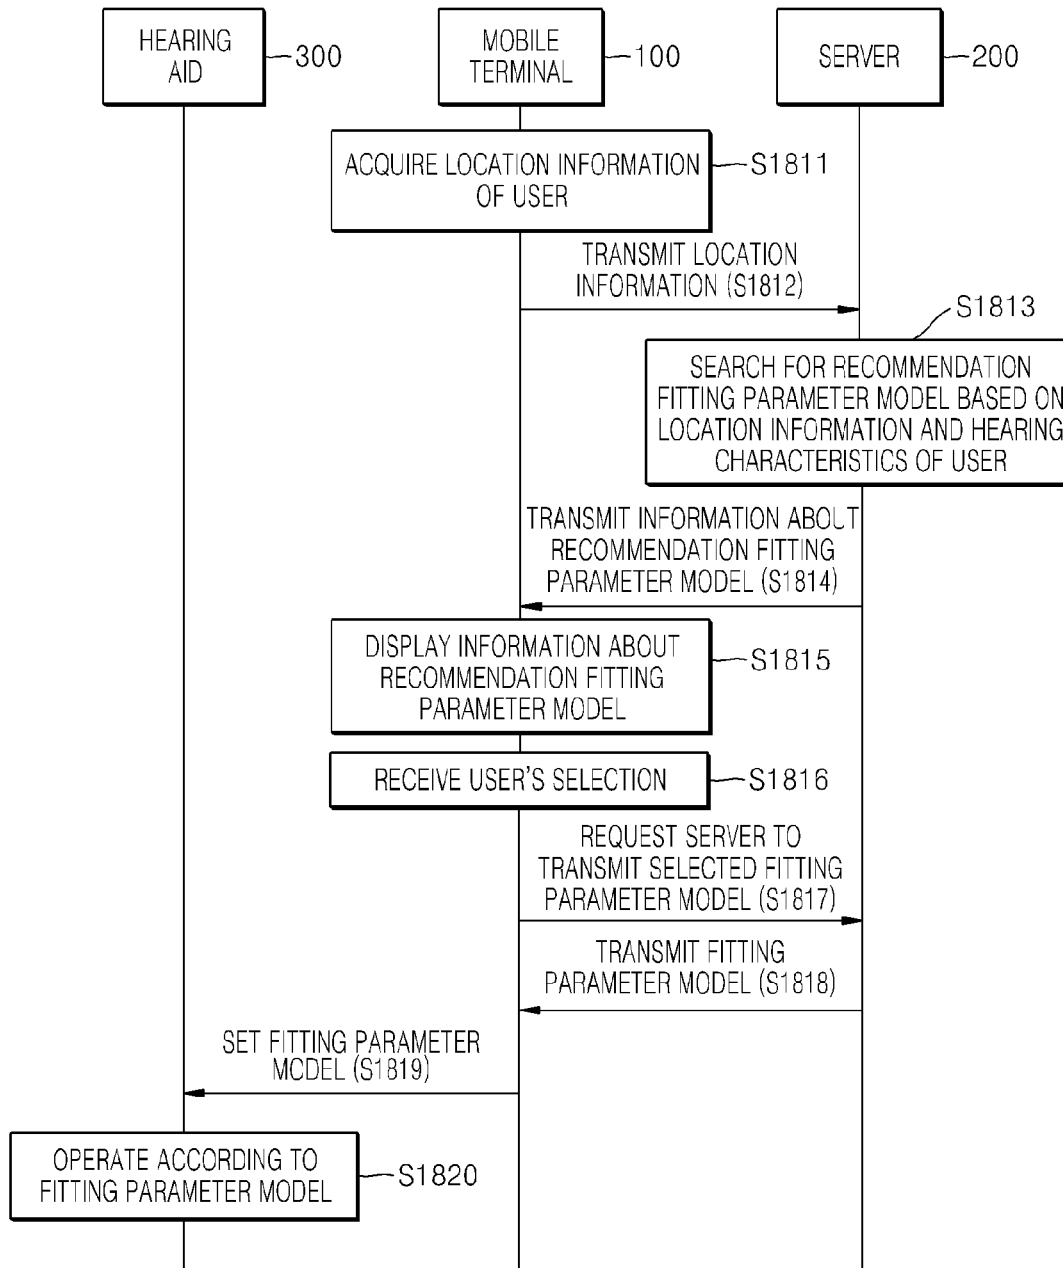 HEARING
AID
300
MOBILE
TERMINAL
100
SERVER
200
ACQUIRE LOCATION INFORMATION
OF USER
S1811
TRANSMIT LOCATION
INFORMATION (S1812)
S1813
SEARCH FOR RECOMMENDATION
FITTING PARAMETER MODEL BASED ON
LOCATION INFORMATION AND HEARING
CHARACTERISTICS OF USER
TRANSMIT INFORMATION ABOUT
RECOMMENDATION FITTING
PARAMETER MODEL (S1814)
DISPLAY INFORMATION ABOUT
RECOMMENDATION FITTING
PARAMETER MODEL
S1815
RECEIVE USER'S SELECTION
S1816
REQUEST SERVER TO
TRANSMIT SELECTED FITTING
PARAMETER MODEL (S1817)
TRANSMIT FITTING
PARAMETER MODEL (S1818)
SET FITTING PARAMETER
MODEL (S1819)
OPERATE ACCORDING TO
FITTING PARAMETER MODEL
S1820